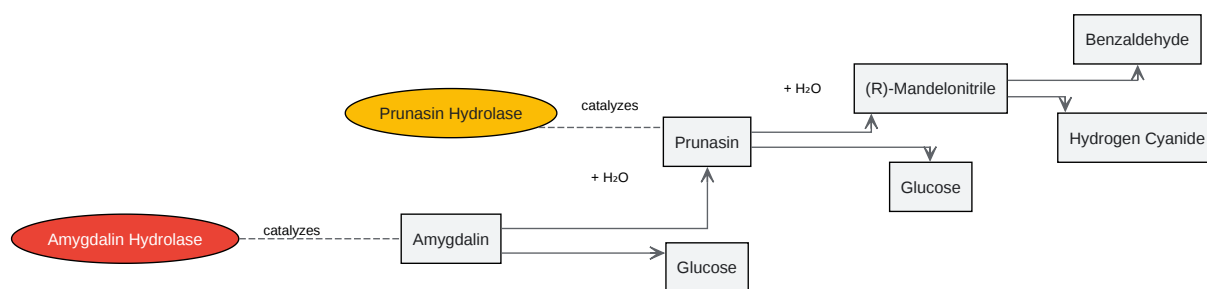 Benzaldehyde
+ H₂O
(R)-Mandelonitrile
Prunasin Hydrolase
catalyzes
Prunasin
Hydrogen Cyanide
+ H₂O
Glucose
Amygdalin Hydrolase
catalyzes
Amygdalin
Glucose